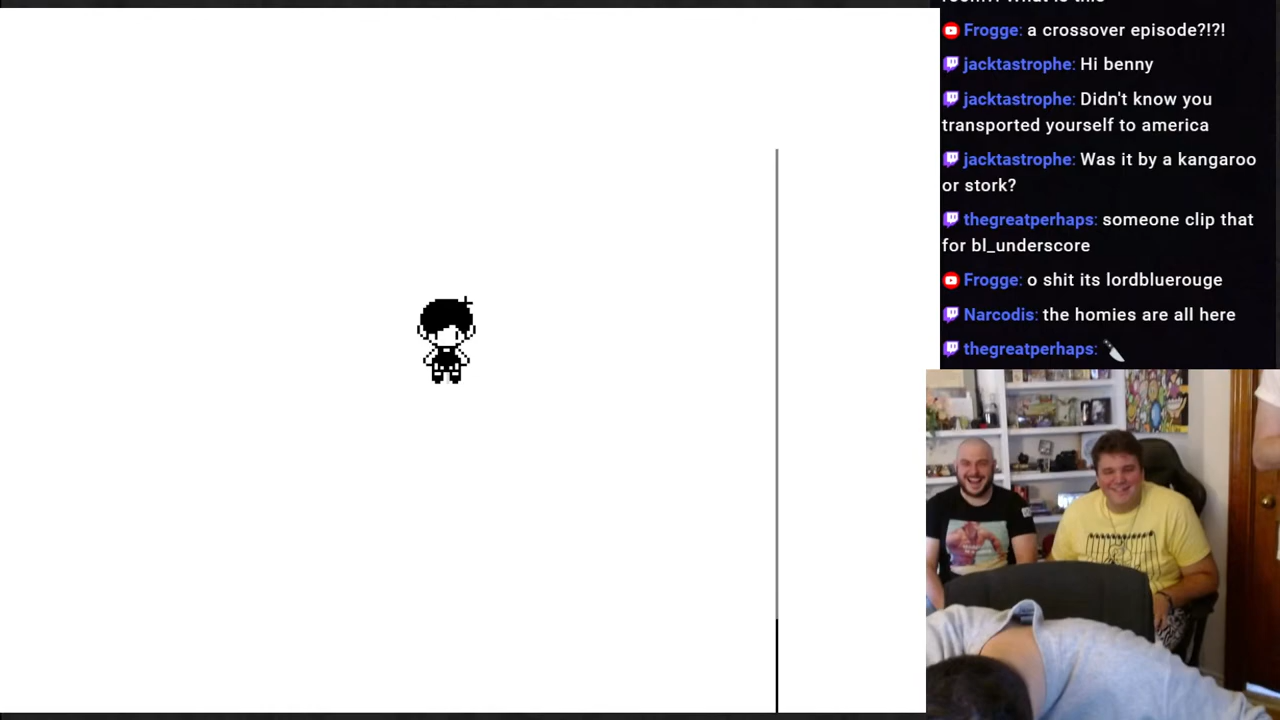 Frogge: a crossover episode?!?!
jacktastrophe: Hi benny
jacktastrophe: Didn't know you
transported yourself to america
jacktastrophe: Was it by a kangaroo
or stork?
thegreatperhaps: someone clip that
for bl_underscore
Frogge: o shit its lordbluerouge
Narcodis: the homies are all here
thegreatperhaps: 🔪